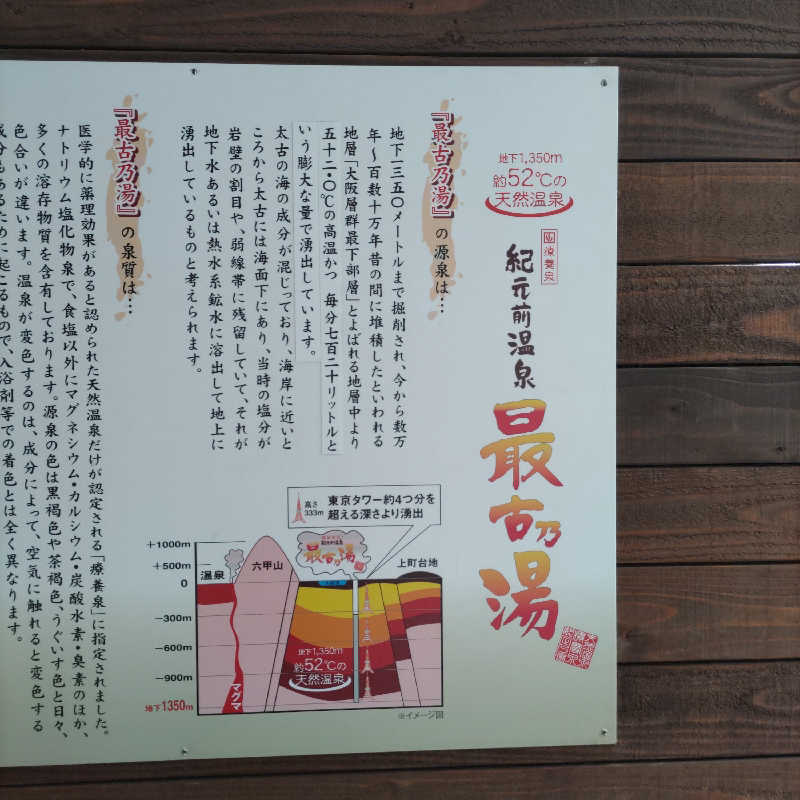 地下1,350m
約52℃の
天然温泉
療養泉
紀元前温泉
最古乃湯
『最古乃湯』の源泉は…
地下一三五〇メートルまで掘削され、今から数万
年〜百数十万年昔の間に堆積したといわれる
地層「大阪層群最下部層」とよばれる地層中より
五十二・〇℃の高温かつ、毎分七百二十リットルと
いう膨大な量で湧出しています。
太古の海の成分が混じっており、海岸に近いと
ころから太古には海面下にあり、当時の塩分が
岩壁の割目や、弱線帯に残留していて、それが
地下水あるいは熱水系鉱水に溶出して地上に
湧出しているものと考えられます。
『最古乃湯』の泉質は…
医学的に薬理効果があると認められた天然温泉だけが認定される「療養泉」に指定されました。
ナトリウム塩化物泉で、食塩以外にマグネシウム・カルシウム・炭酸水素・臭素のほか、
多くの溶存物質を含有しております。源泉の色は黒褐色や茶褐色、うぐいす色と日々、
色合いが違います。温泉が変色するのは、成分によって、空気に触れると変色する
成分もあるために起こるもので、入浴剤等での着色とは全く異なります。
高さ
333m
東京タワー約4つ分を
超える深さより湧出
+1000m
+500m
0
−300m
−600m
−900m
地下1350m
温泉
六甲山
最古乃湯
上町台地
マグマ
地下1,350m
約52℃の
天然温泉
※イメージ図